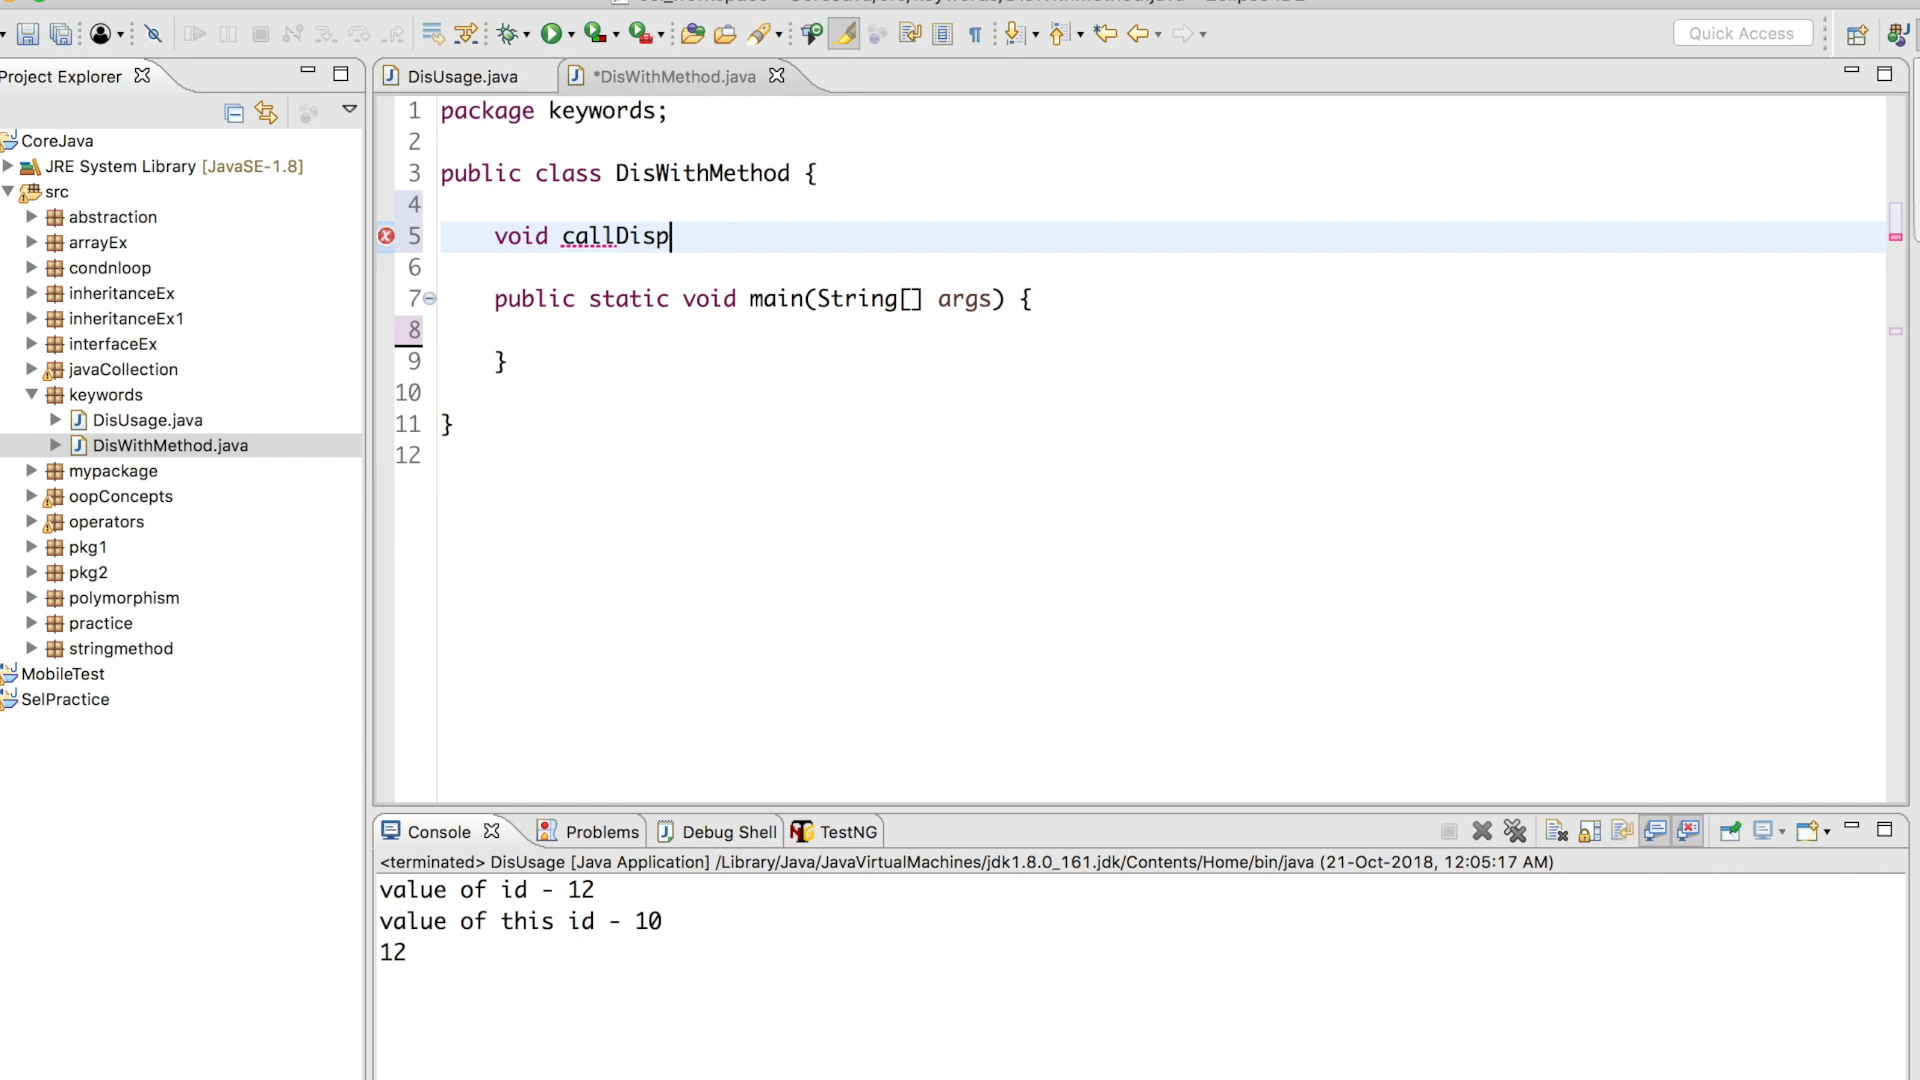 Quick Access
Project Explorer
CoreJava
JRE System Library [JavaSE-1.8]
src
abstraction
arrayEx
condnloop
inheritanceEx
inheritanceEx1
interfaceEx
javaCollection
keywords
DisUsage.java
DisWithMethod.java
mypackage
oopConcepts
operators
pkg1
pkg2
polymorphism
practice
stringmethod
MobileTest
SelPractice
DisUsage.java
*DisWithMethod.java
1 package keywords;
2
3 public class DisWithMethod {
4
5 void callDisp
6
7 public static void main(String[] args) {
8
9 }
10
11 }
12
Console
Problems
Debug Shell
TestNG
<terminated> DisUsage [Java Application] /Library/Java/JavaVirtualMachines/jdk1.8.0_161.jdk/Contents/Home/bin/java (21-Oct-2018, 12:05:17 AM)
value of id - 12
value of this id - 10
12